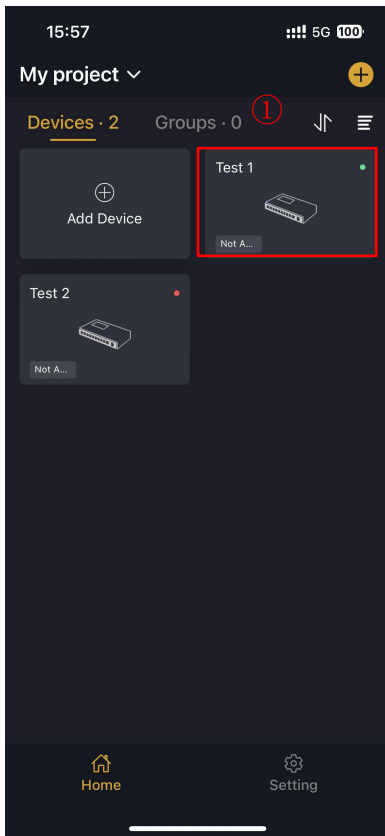 15:57 5G 100
My project
Devices · 2 Groups · 0 ①
Add Device
Test 1
Not A...
Test 2
Not A...
Home Setting